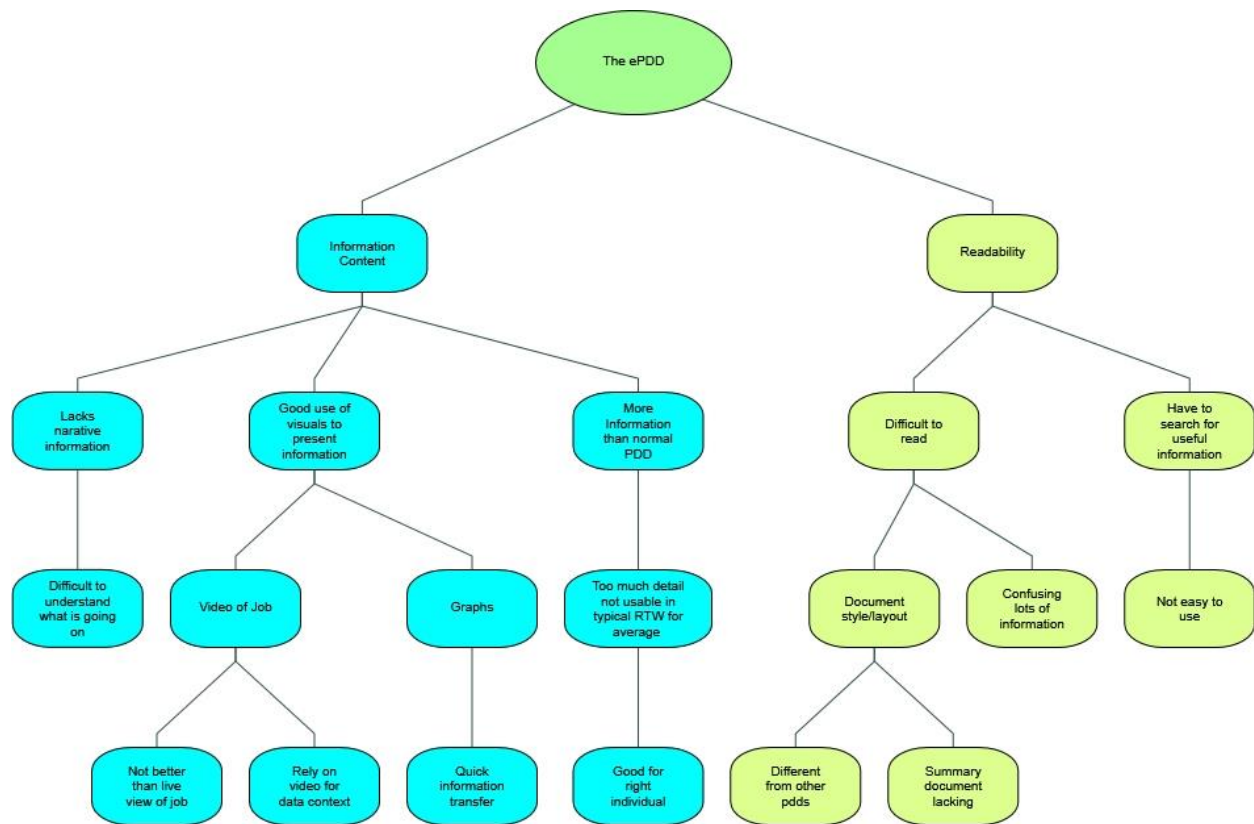 The ePDD
Information
Content
Readability
Lacks
narative
information
Good use of
visuals to
present
information
More
Information
than normal
PDD
Difficult to
read
Have to
search for
useful
information
Difficult to
understand
what is going
on
Video of Job
Graphs
Too much detail
not usable in
typical RTW for
average
Document
style/layout
Confusing
lots of
information
Not easy to
use
Not better
than live
view of job
Rely on
video for
data context
Quick
information
transfer
Good for
right
individual
Different
from other
pdds
Summary
document
lacking